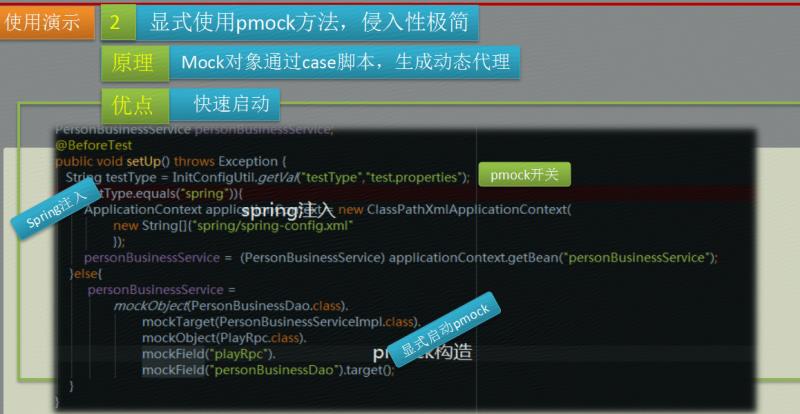 使用演示
2
显式使用pmock方法，侵入性极简
原理
Mock对象通过case脚本，生成动态代理
优点
快速启动
PersonBusinessService personBusinessService;
@BeforeTest
public void setUp() throws Exception {
String testType = InitConfigUtil.getVal("testType","test.properties");
pmock开关
tType.equals("spring")){
Spring注入
ApplicationContext applicationContext = new ClassPathXmlApplicationContext(
spring注入
new String[]{"spring/spring-config.xml"
});
personBusinessService = (PersonBusinessService) applicationContext.getBean("personBusinessService");
}else{
personBusinessService =
mockObject(PersonBusinessDao.class).
mockTarget(PersonBusinessServiceImpl.class).
显式启动pmock
mockObject(PlayRpc.class).
mockField("playRpc").
pmock构造
mockField("personBusinessDao").target();
}
}